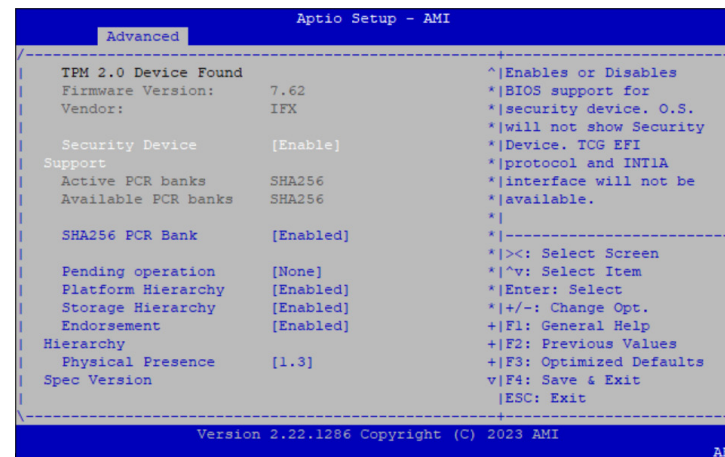 Aptio Setup - AMI
Advanced
/-----------------------------------------------------+-----------------------
| TPM 2.0 Device Found ^|Enables or Disables
| Firmware Version: 7.62 *|BIOS support for
| Vendor: IFX *|security device. O.S.
| *|will not show Security
| Security Device [Enable] *|Device. TCG EFI
| Support *|protocol and INT1A
| Active PCR banks SHA256 *|interface will not be
| Available PCR banks SHA256 *|available.
| *|
| SHA256 PCR Bank [Enabled] *|-----------------------
| *|><: Select Screen
| Pending operation [None] *|^v: Select Item
| Platform Hierarchy [Enabled] *|Enter: Select
| Storage Hierarchy [Enabled] *|+/-: Change Opt.
| Endorsement [Enabled] +|F1: General Help
| Hierarchy +|F2: Previous Values
| Physical Presence [1.3] +|F3: Optimized Defaults
| Spec Version v|F4: Save & Exit
| |ESC: Exit
\-----------------------------------------------------+-----------------------
Version 2.22.1286 Copyright (C) 2023 AMI